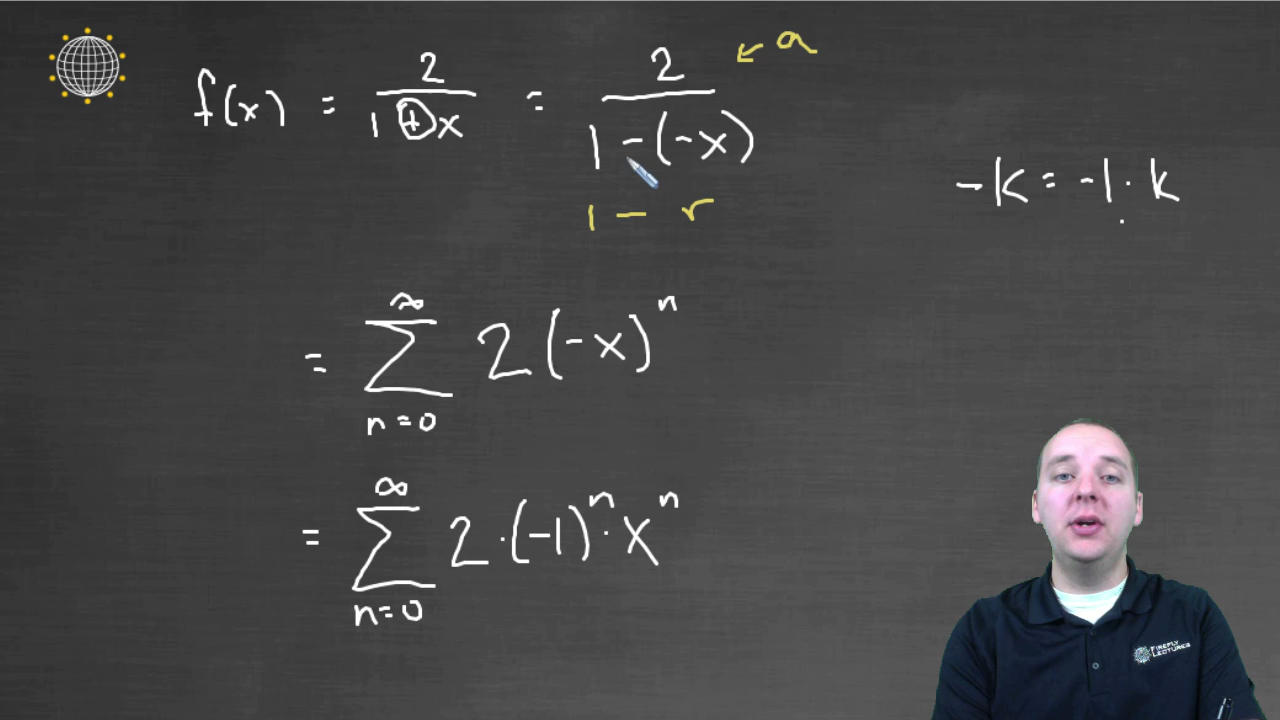 f(x) = 2/(1+x) = 2/(1-(-x)) ← a
1 - r
-k = -1 · k
= ∑_{n=0}^{∞} 2(-x)^n
= ∑_{n=0}^{∞} 2 · (-1)^n · x^n
FIREFLY
LECTURES